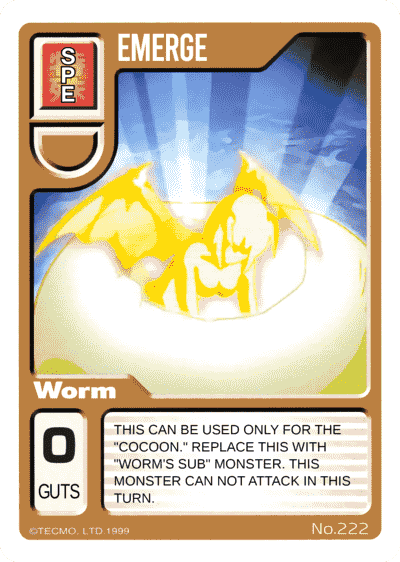 SPE
EMERGE
Worm
0
GUTS
THIS CAN BE USED ONLY FOR THE
"COCOON." REPLACE THIS WITH
"WORM'S SUB" MONSTER. THIS
MONSTER CAN NOT ATTACK IN THIS
TURN.
©TECMO, LTD 1999
No.222